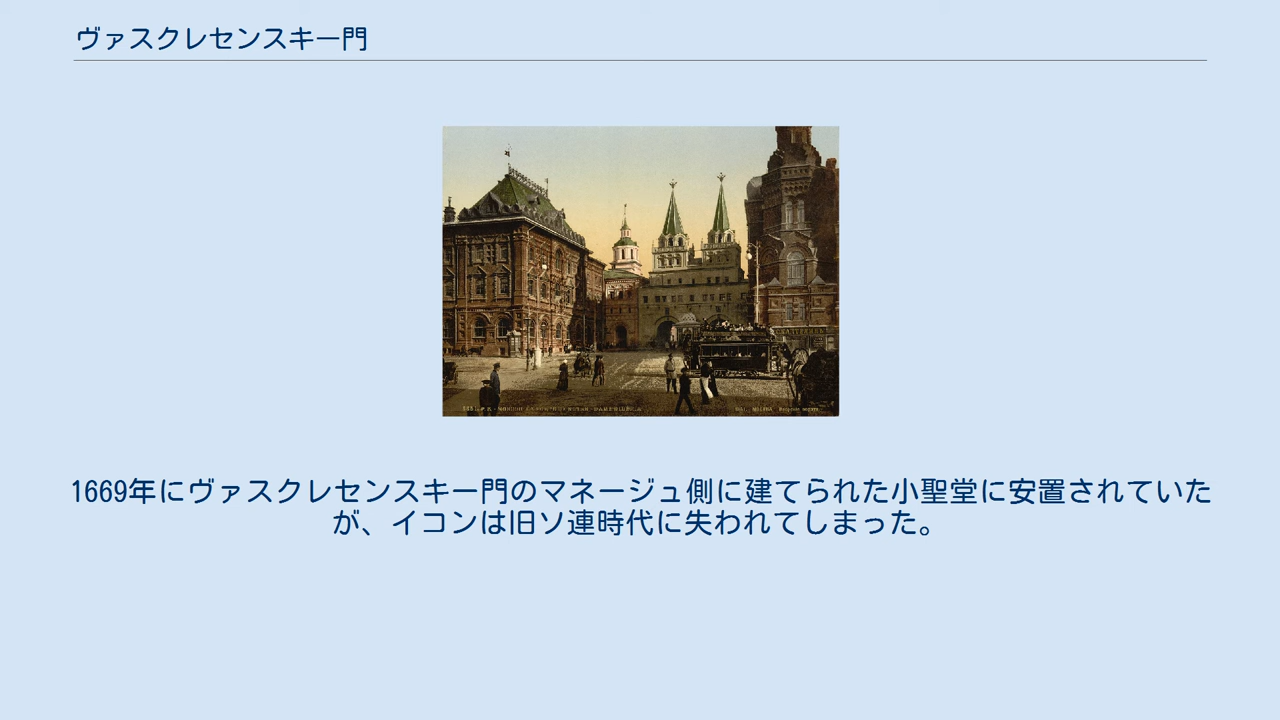 ヴァスクレセンスキー門
1669年にヴァスクレセンスキー門のマネージュ側に建てられた小聖堂に安置されていた
が、イコンは旧ソ連時代に失われてしまった。